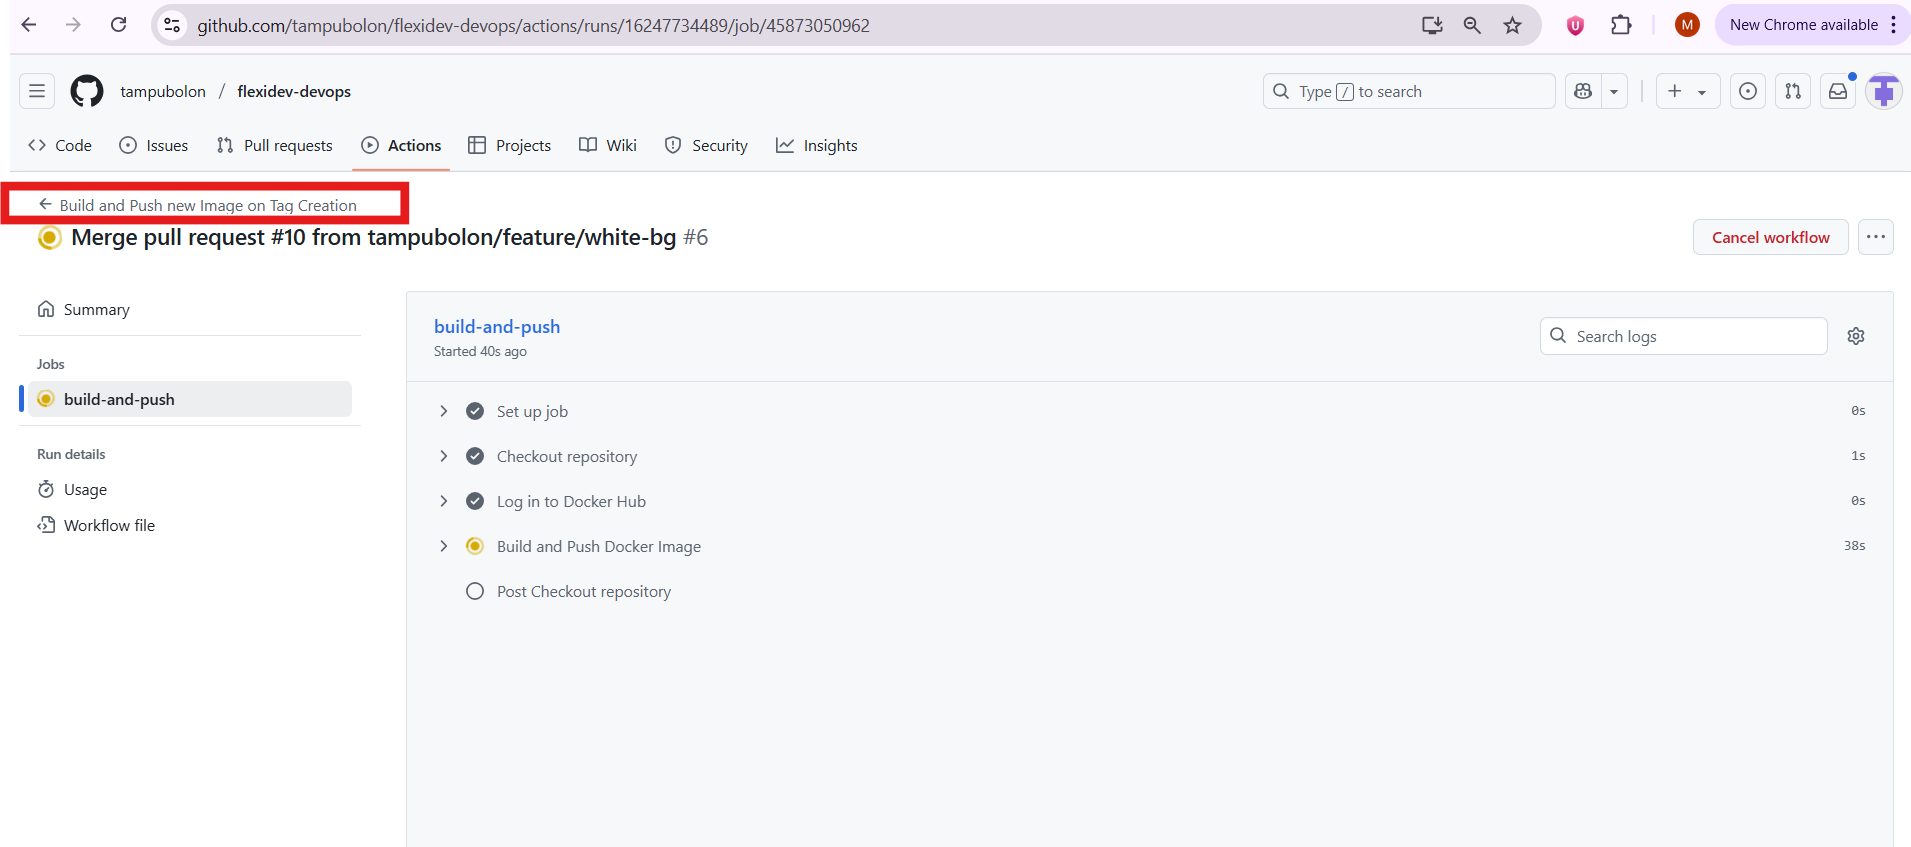 github.com/tampubolon/flexidev-devops/actions/runs/16247734489/job/45873050962
M
New Chrome available
tampubolon / flexidev-devops
Type / to search
Code
Issues
Pull requests
Actions
Projects
Wiki
Security
Insights
Build and Push new Image on Tag Creation
Merge pull request #10 from tampubolon/feature/white-bg #6
Cancel workflow
Summary
Jobs
build-and-push
Run details
Usage
Workflow file
build-and-push
Started 40s ago
Search logs
Set up job 0s
Checkout repository 1s
Log in to Docker Hub 0s
Build and Push Docker Image 38s
Post Checkout repository